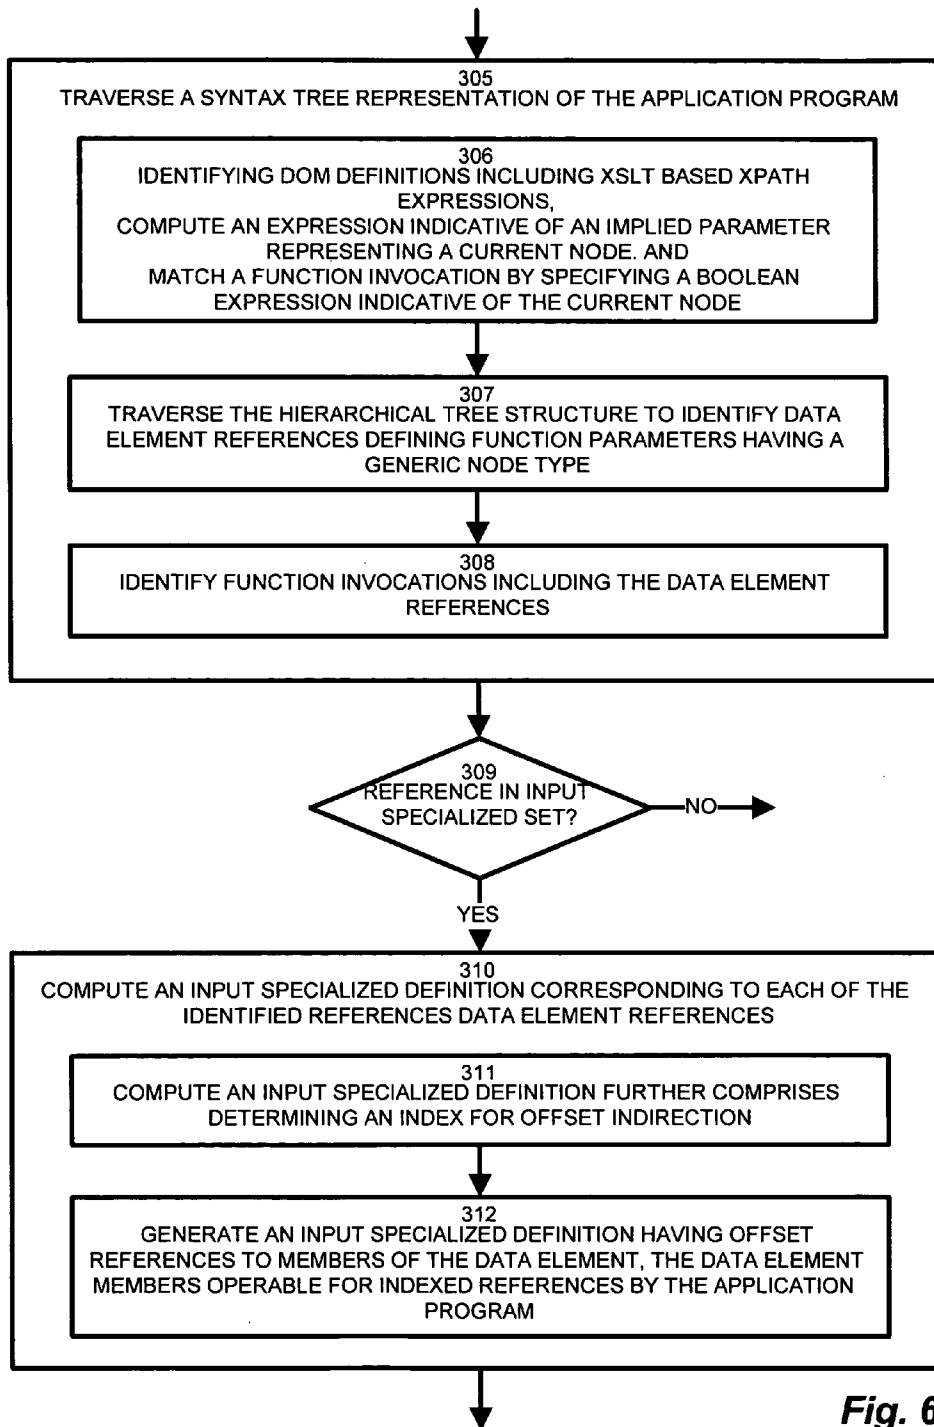 305
TRAVERSE A SYNTAX TREE REPRESENTATION OF THE APPLICATION PROGRAM
306
IDENTIFYING DOM DEFINITIONS INCLUDING XSLT BASED XPATH
EXPRESSIONS,
COMPUTE AN EXPRESSION INDICATIVE OF AN IMPLIED PARAMETER
REPRESENTING A CURRENT NODE. AND
MATCH A FUNCTION INVOCATION BY SPECIFYING A BOOLEAN
EXPRESSION INDICATIVE OF THE CURRENT NODE
307
TRAVERSE THE HIERARCHICAL TREE STRUCTURE TO IDENTIFY DATA
ELEMENT REFERENCES DEFINING FUNCTION PARAMETERS HAVING A
GENERIC NODE TYPE
308
IDENTIFY FUNCTION INVOCATIONS INCLUDING THE DATA ELEMENT
REFERENCES
309
REFERENCE IN INPUT
SPECIALIZED SET?
NO
YES
310
COMPUTE AN INPUT SPECIALIZED DEFINITION CORRESPONDING TO EACH OF THE
IDENTIFIED REFERENCES DATA ELEMENT REFERENCES
311
COMPUTE AN INPUT SPECIALIZED DEFINITION FURTHER COMPRISES
DETERMINING AN INDEX FOR OFFSET INDIRECTION
312
GENERATE AN INPUT SPECIALIZED DEFINITION HAVING OFFSET
REFERENCES TO MEMBERS OF THE DATA ELEMENT, THE DATA ELEMENT
MEMBERS OPERABLE FOR INDEXED REFERENCES BY THE APPLICATION
PROGRAM
Fig. 6